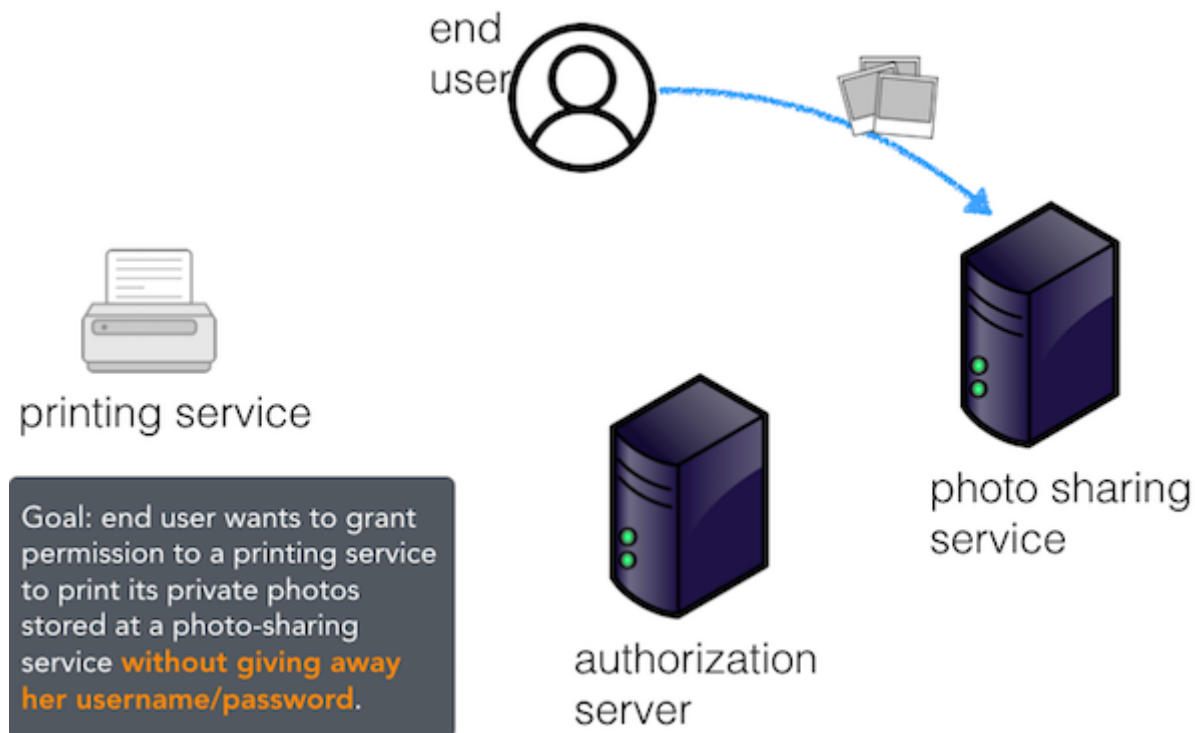 end
user
printing service
Goal: end user wants to grant
permission to a printing service
to print its private photos
stored at a photo-sharing
service without giving away
her username/password.
photo sharing
service
authorization
server